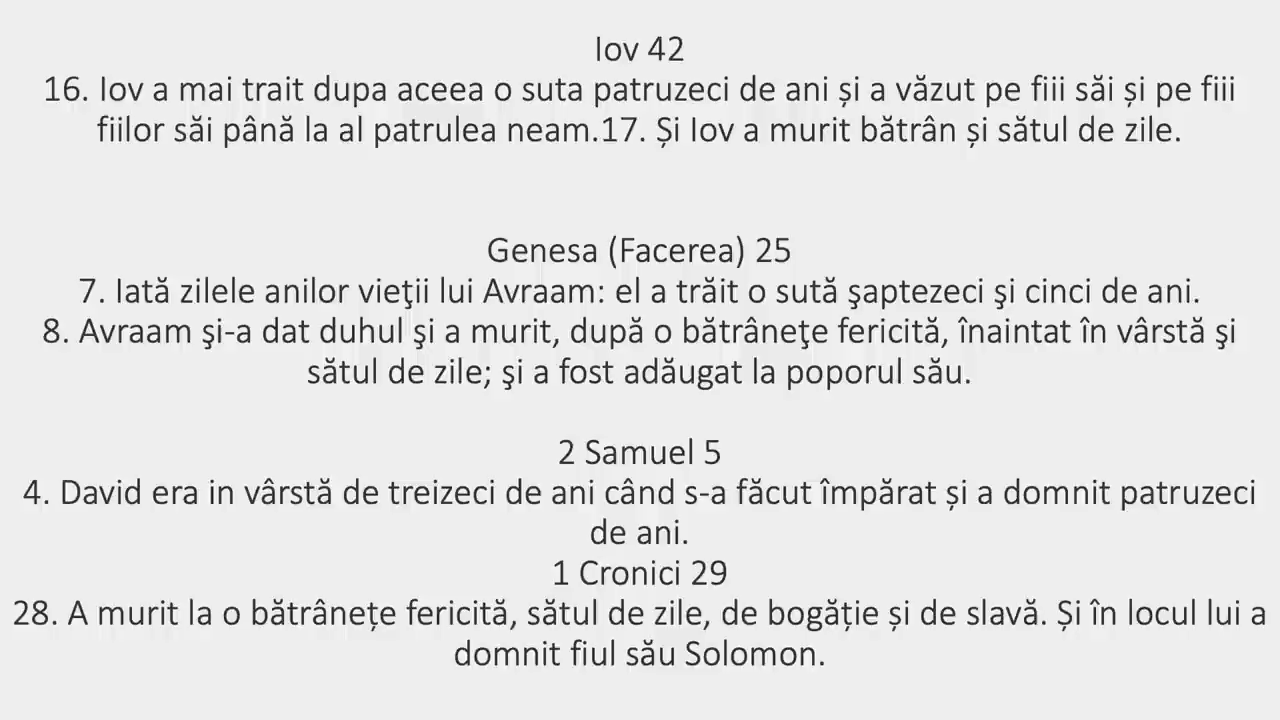 Iov 42
16. Iov a mai trait dupa aceea o suta patruzeci de ani și a văzut pe fiii săi și pe fiii
fiilor săi până la al patrulea neam.17. Și Iov a murit bătrân și sătul de zile.
Genesa (Facerea) 25
7. Iată zilele anilor vieţii lui Avraam: el a trăit o sută şaptezeci şi cinci de ani.
8. Avraam şi-a dat duhul şi a murit, după o bătrâneţe fericită, înaintat în vârstă şi
sătul de zile; şi a fost adăugat la poporul său.
2 Samuel 5
4. David era in vârstă de treizeci de ani când s-a făcut împărat și a domnit patruzeci
de ani.
1 Cronici 29
28. A murit la o bătrânețe fericită, sătul de zile, de bogăție și de slavă. Și în locul lui a
domnit fiul său Solomon.